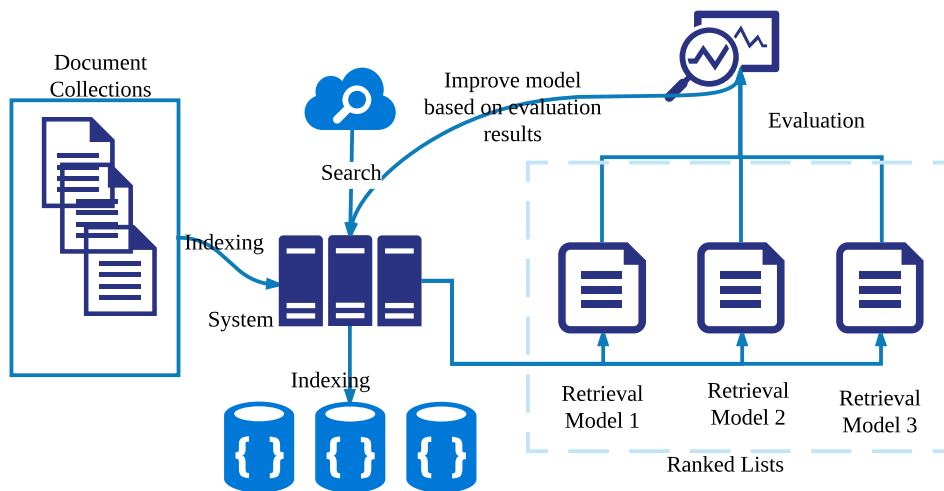 Document
Collections
Improve model
based on evaluation
results
Evaluation
Search
Indexing
System
Indexing
{ }
{ }
{ }
Retrieval
Model 1
Retrieval
Model 2
Retrieval
Model 3
Ranked Lists